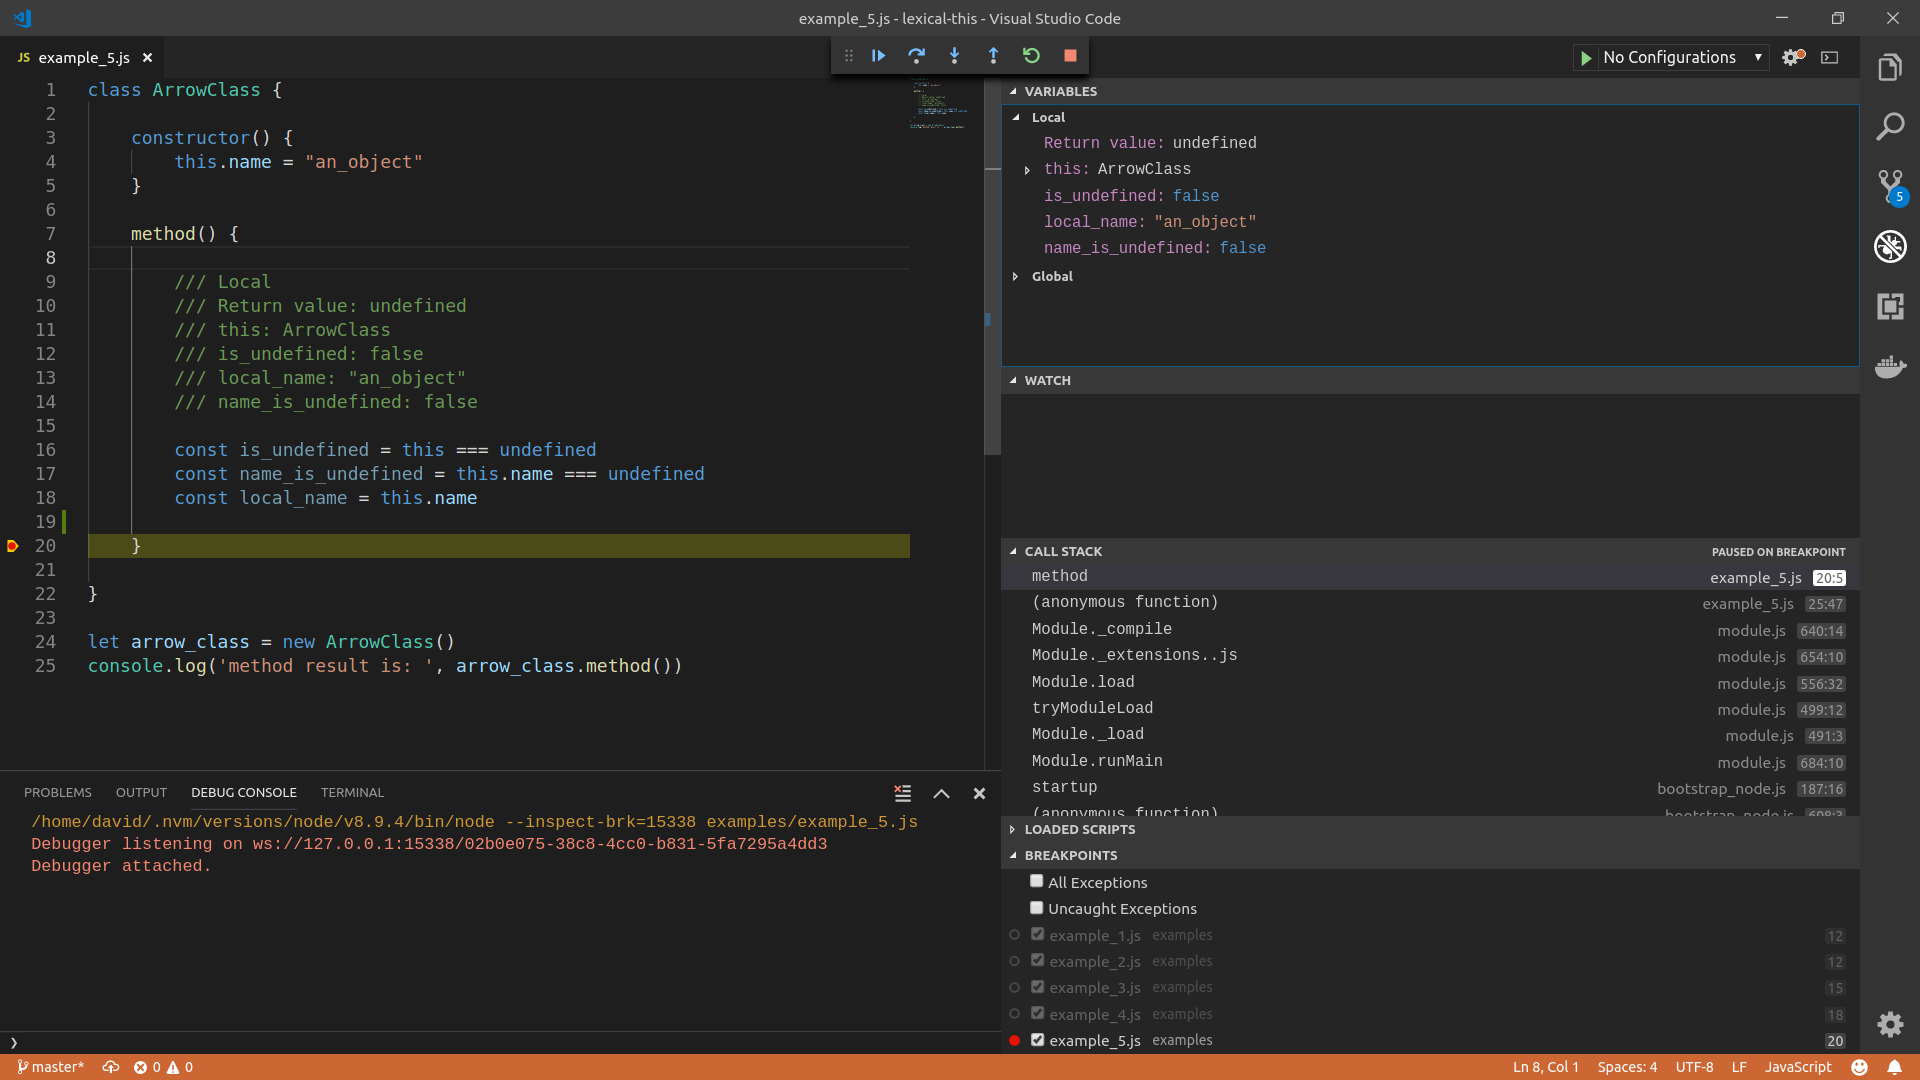 example_5.js - lexical-this - Visual Studio Code
JS example_5.js
No Configurations
1 class ArrowClass {
2
3 constructor() {
4 this.name = "an_object"
5 }
6
7 method() {
8
9 /// Local
10 /// Return value: undefined
11 /// this: ArrowClass
12 /// is_undefined: false
13 /// local_name: "an_object"
14 /// name_is_undefined: false
15
16 const is_undefined = this === undefined
17 const name_is_undefined = this.name === undefined
18 const local_name = this.name
19
20 }
21
22 }
23
24 let arrow_class = new ArrowClass()
25 console.log('method result is: ', arrow_class.method())
PROBLEMS OUTPUT DEBUG CONSOLE TERMINAL
/home/david/.nvm/versions/node/v8.9.4/bin/node --inspect-brk=15338 examples/example_5.js
Debugger listening on ws://127.0.0.1:15338/02b0e075-38c8-4cc0-b831-5fa7295a4dd3
Debugger attached.
VARIABLES
Local
Return value: undefined
this: ArrowClass
is_undefined: false
local_name: "an_object"
name_is_undefined: false
Global
WATCH
CALL STACK PAUSED ON BREAKPOINT
method example_5.js 20:5
(anonymous function) example_5.js 25:47
Module._compile module.js 640:14
Module._extensions..js module.js 654:10
Module.load module.js 556:32
tryModuleLoad module.js 499:12
Module._load module.js 491:3
Module.runMain module.js 684:10
startup bootstrap_node.js 187:16
(anonymous function) bootstrap_node.js 608:3
LOADED SCRIPTS
BREAKPOINTS
All Exceptions
Uncaught Exceptions
example_1.js examples 12
example_2.js examples 12
example_3.js examples 15
example_4.js examples 18
example_5.js examples 20
5
master* 0 0 Ln 8, Col 1 Spaces: 4 UTF-8 LF JavaScript